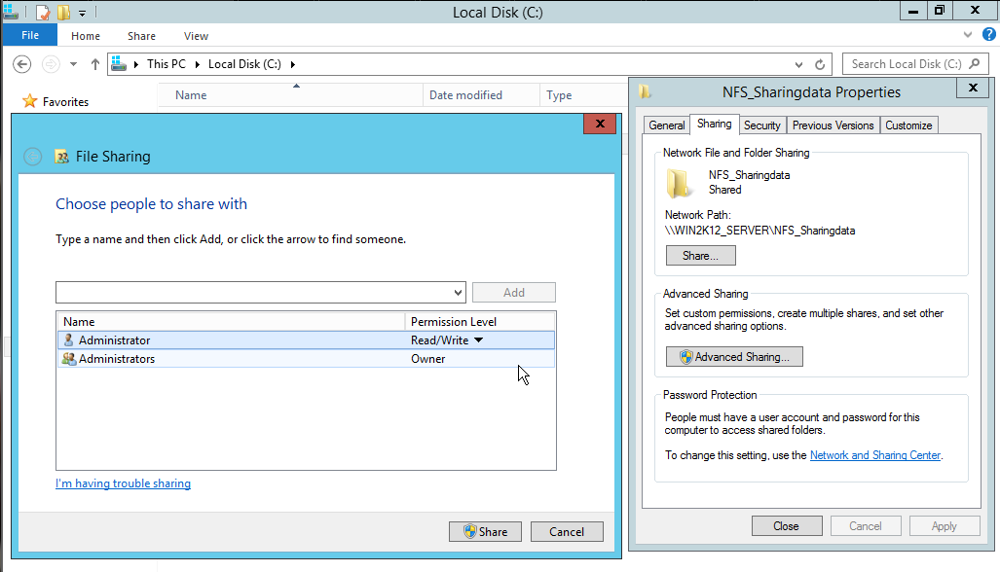 Local Disk (C:)
File Home Share View
This PC Local Disk (C:)
Search Local Disk (C:)
Favorites
Name Date modified Type
File Sharing
Choose people to share with
Type a name and then click Add, or click the arrow to find someone.
Add
Name Permission Level
Administrator Read/Write
Administrators Owner
I'm having trouble sharing
Share Cancel
NFS_Sharingdata Properties
General Sharing Security Previous Versions Customize
Network File and Folder Sharing
NFS_Sharingdata
Shared
Network Path:
\\WIN2K12_SERVER\NFS_Sharingdata
Share...
Advanced Sharing
Set custom permissions, create multiple shares, and set other
advanced sharing options.
Advanced Sharing...
Password Protection
People must have a user account and password for this
computer to access shared folders.
To change this setting, use the Network and Sharing Center.
Close Cancel Apply